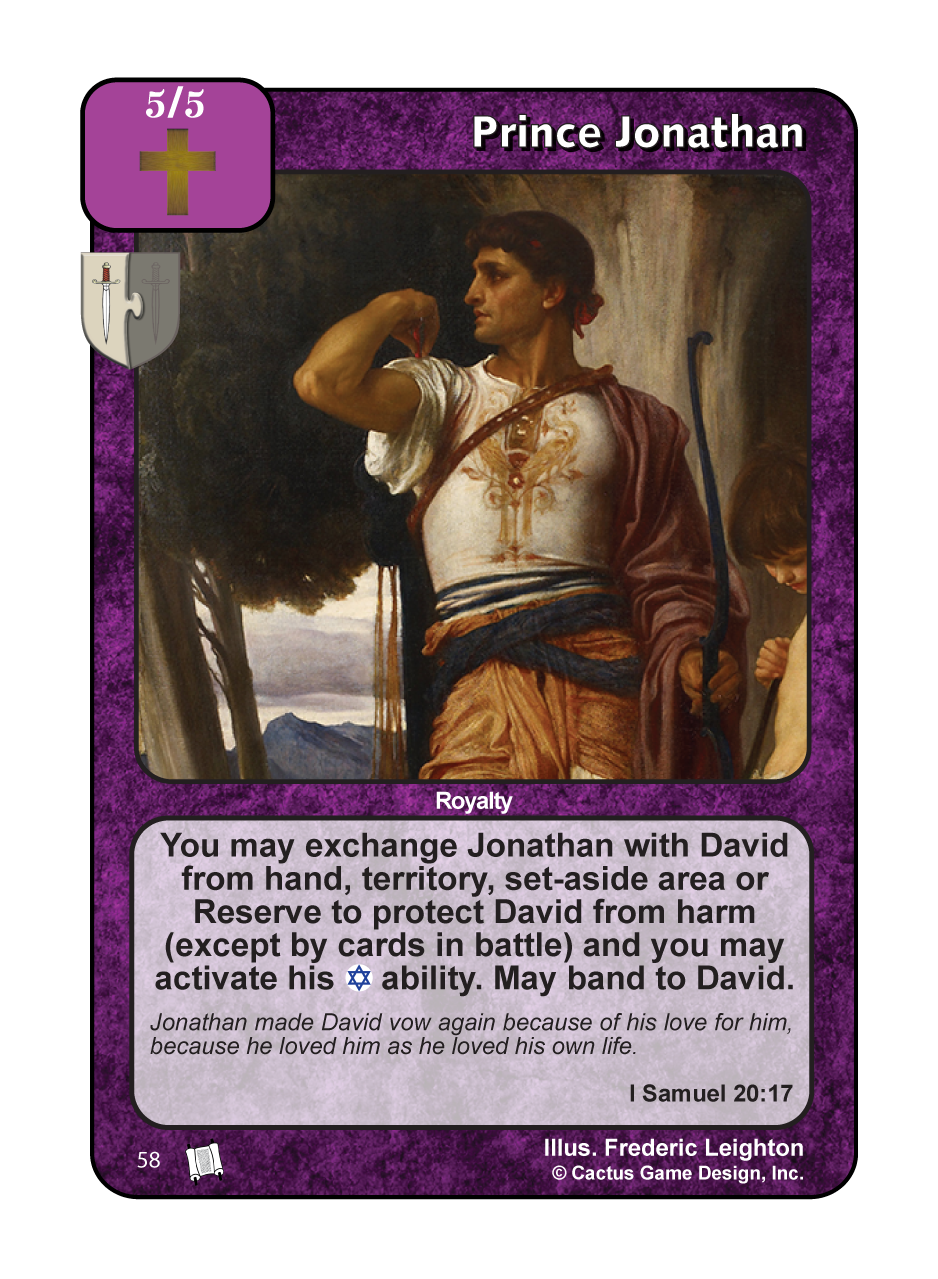 5/5
Prince Jonathan
Royalty
You may exchange Jonathan with David
from hand, territory, set-aside area or
Reserve to protect David from harm
(except by cards in battle) and you may
activate his ✡ ability. May band to David.
Jonathan made David vow again because of his love for him,
because he loved him as he loved his own life.
I Samuel 20:17
58
Illus. Frederic Leighton
© Cactus Game Design, Inc.